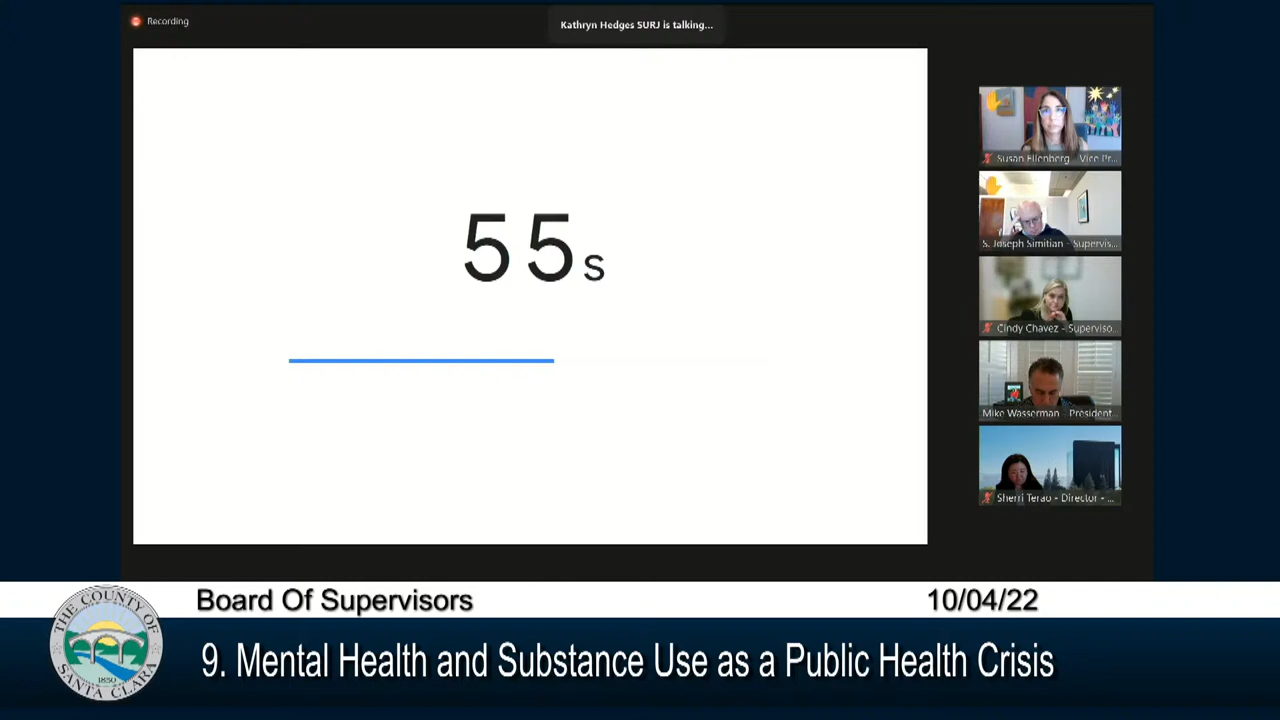 Recording
Kathryn Hedges SURJ is talking...
55s
Susan Ellenberg - Vice Pr...
S. Joseph Simitian - Supervis...
Cindy Chavez - Superviso...
Mike Wasserman - President...
Sherri Terao - Director - ...
Board Of Supervisors
10/04/22
THE COUNTY OF
SANTA CLARA
1850
9. Mental Health and Substance Use as a Public Health Crisis